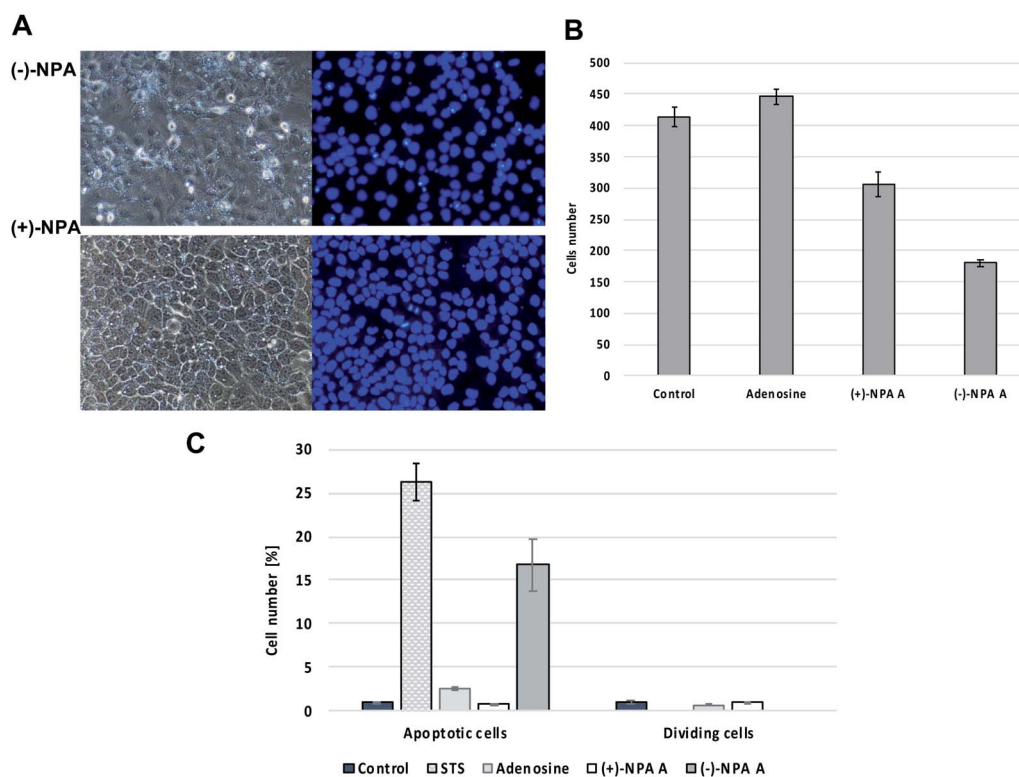 A
(-)-NPA
(+)-NPA
B
500
450
400
350
300
250
200
150
100
50
0
Cells number
Control Adenosine (+)-NPA A (-)-NPA A
C
30
25
20
15
10
5
0
Cell number [%]
Apoptotic cells Dividing cells
Control STS Adenosine (+)-NPA A (-)-NPA A